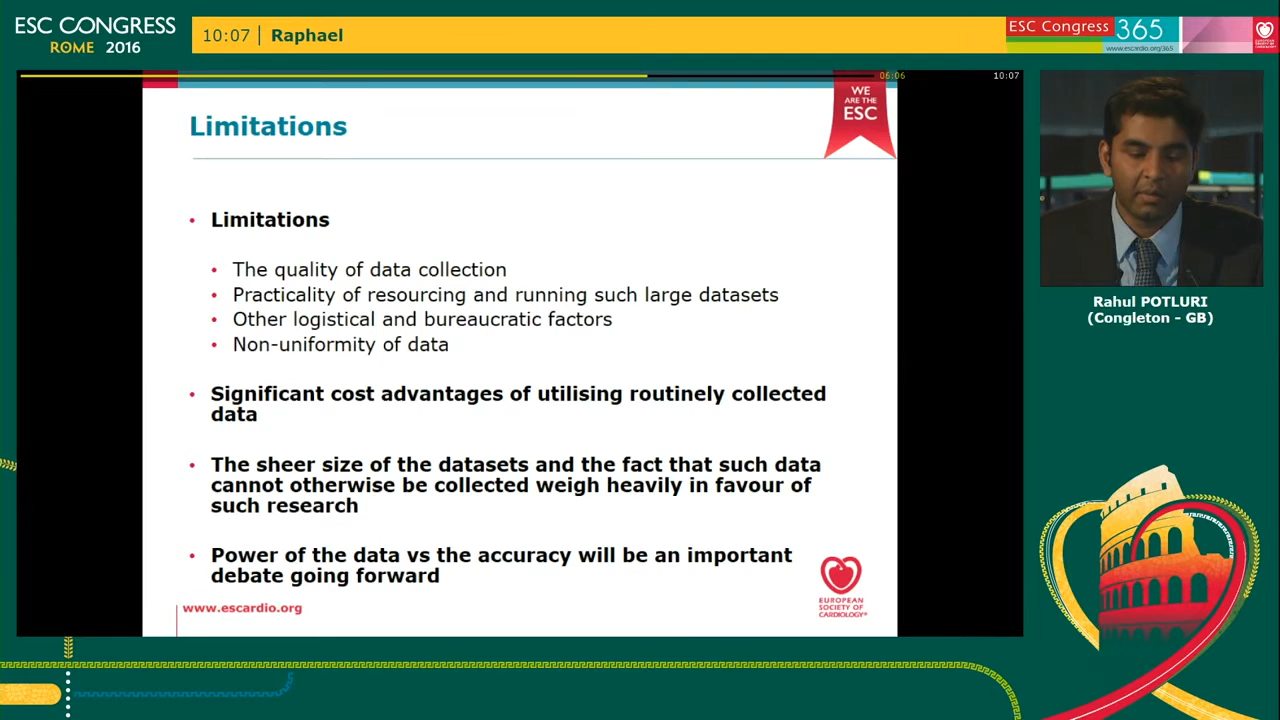 ESC CONGRESS
ROME 2016
10:07 | Raphael
ESC Congress 365
www.escardio.org/365
EUROPEAN
SOCIETY OF
CARDIOLOGY
06:06
10:07
WE
ARE THE
ESC
Limitations
• Limitations
• The quality of data collection
• Practicality of resourcing and running such large datasets
• Other logistical and bureaucratic factors
• Non-uniformity of data
• Significant cost advantages of utilising routinely collected
data
• The sheer size of the datasets and the fact that such data
cannot otherwise be collected weigh heavily in favour of
such research
• Power of the data vs the accuracy will be an important
debate going forward
www.escardio.org
EUROPEAN
SOCIETY OF
CARDIOLOGY®
Rahul POTLURI
(Congleton - GB)